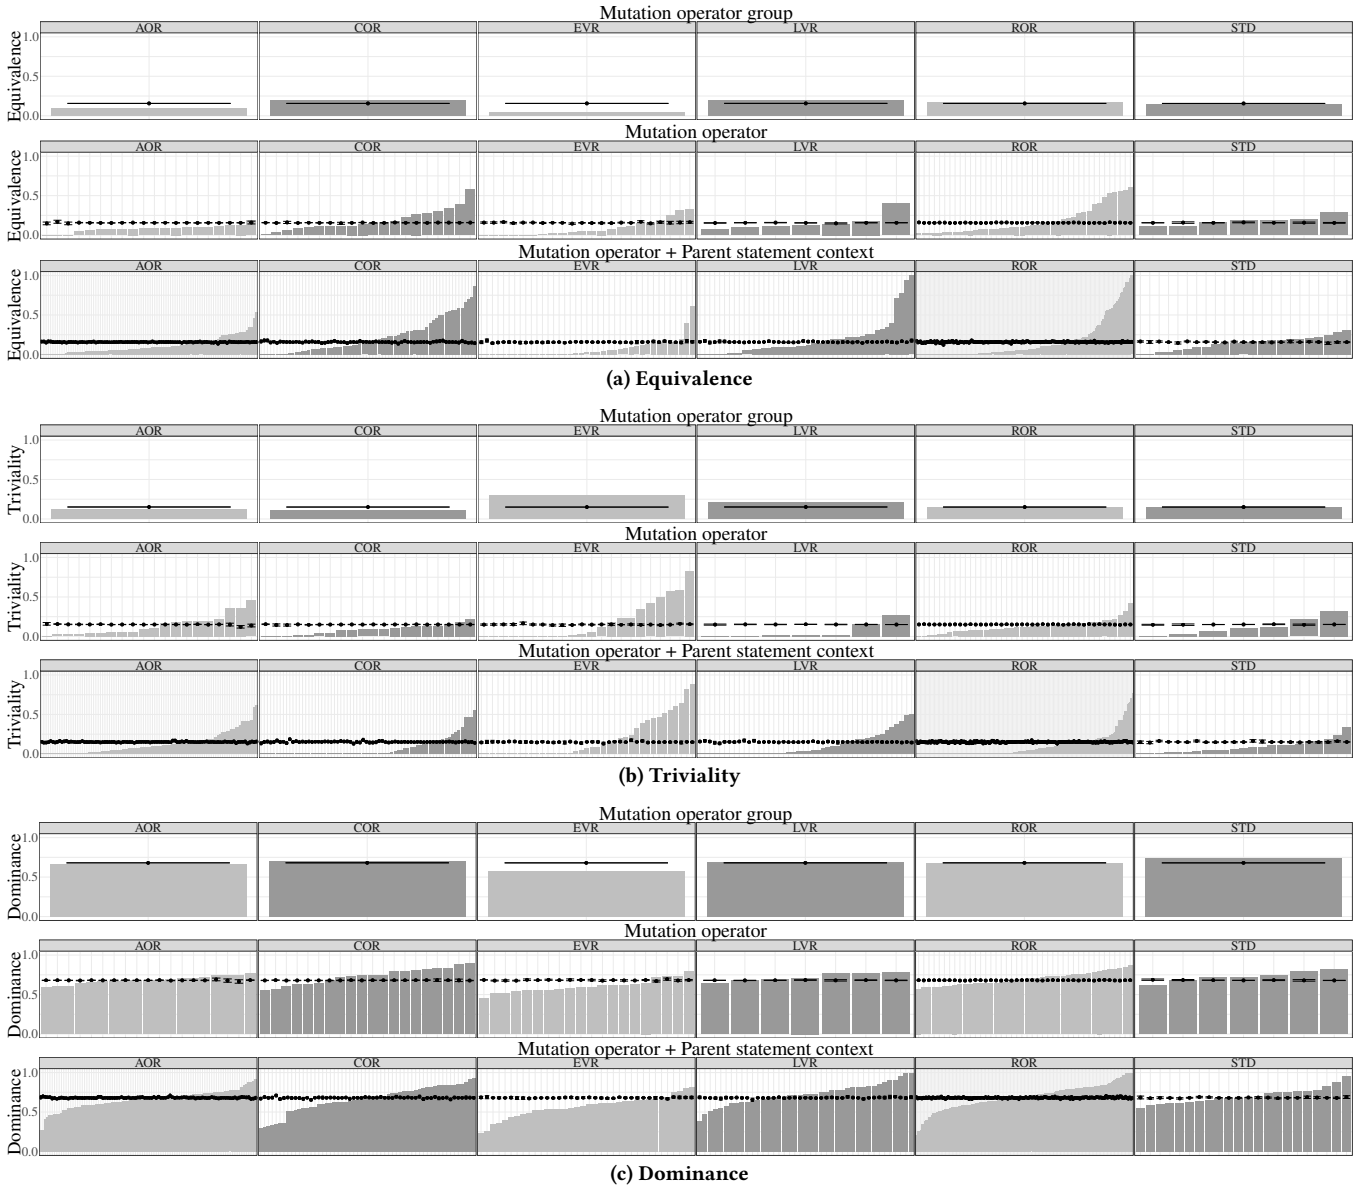 Mutation operator group
AOR COR EVR LVR ROR STD
Equivalence
1.0
0.5
0.0
Mutation operator
AOR COR EVR LVR ROR STD
Equivalence
1.0
0.5
0.0
Mutation operator + Parent statement context
AOR COR EVR LVR ROR STD
Equivalence
1.0
0.5
0.0
(a) Equivalence
Mutation operator group
AOR COR EVR LVR ROR STD
Triviality
1.0
0.5
0.0
Mutation operator
AOR COR EVR LVR ROR STD
Triviality
1.0
0.5
0.0
Mutation operator + Parent statement context
AOR COR EVR LVR ROR STD
Triviality
1.0
0.5
0.0
(b) Triviality
Mutation operator group
AOR COR EVR LVR ROR STD
Dominance
1.0
0.5
0.0
Mutation operator
AOR COR EVR LVR ROR STD
Dominance
1.0
0.5
0.0
Mutation operator + Parent statement context
AOR COR EVR LVR ROR STD
Dominance
1.0
0.5
0.0
(c) Dominance